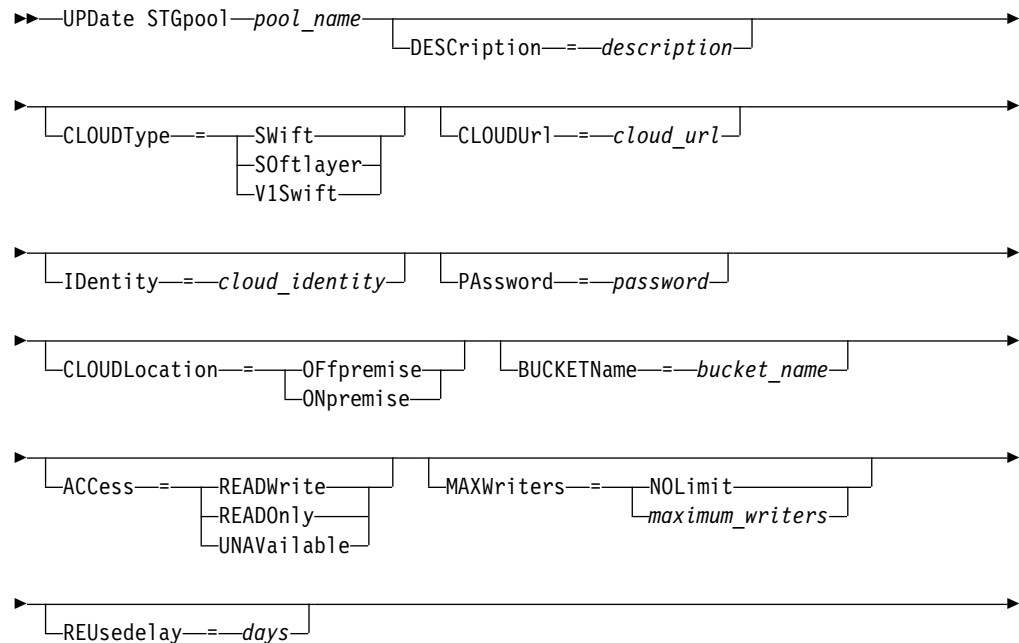 UPDate STGpool pool_name
DESCription = description
CLOUDType = SWift
SOftlayer
V1Swift
CLOUDUrl = cloud_url
IDentity = cloud_identity
PAssword = password
CLOUDLocation = OFfpremise
ONpremise
BUCKETName = bucket_name
ACCess = READWrite
READOnly
UNAVailable
MAXWriters = NOLimit
maximum_writers
REUsedelay = days